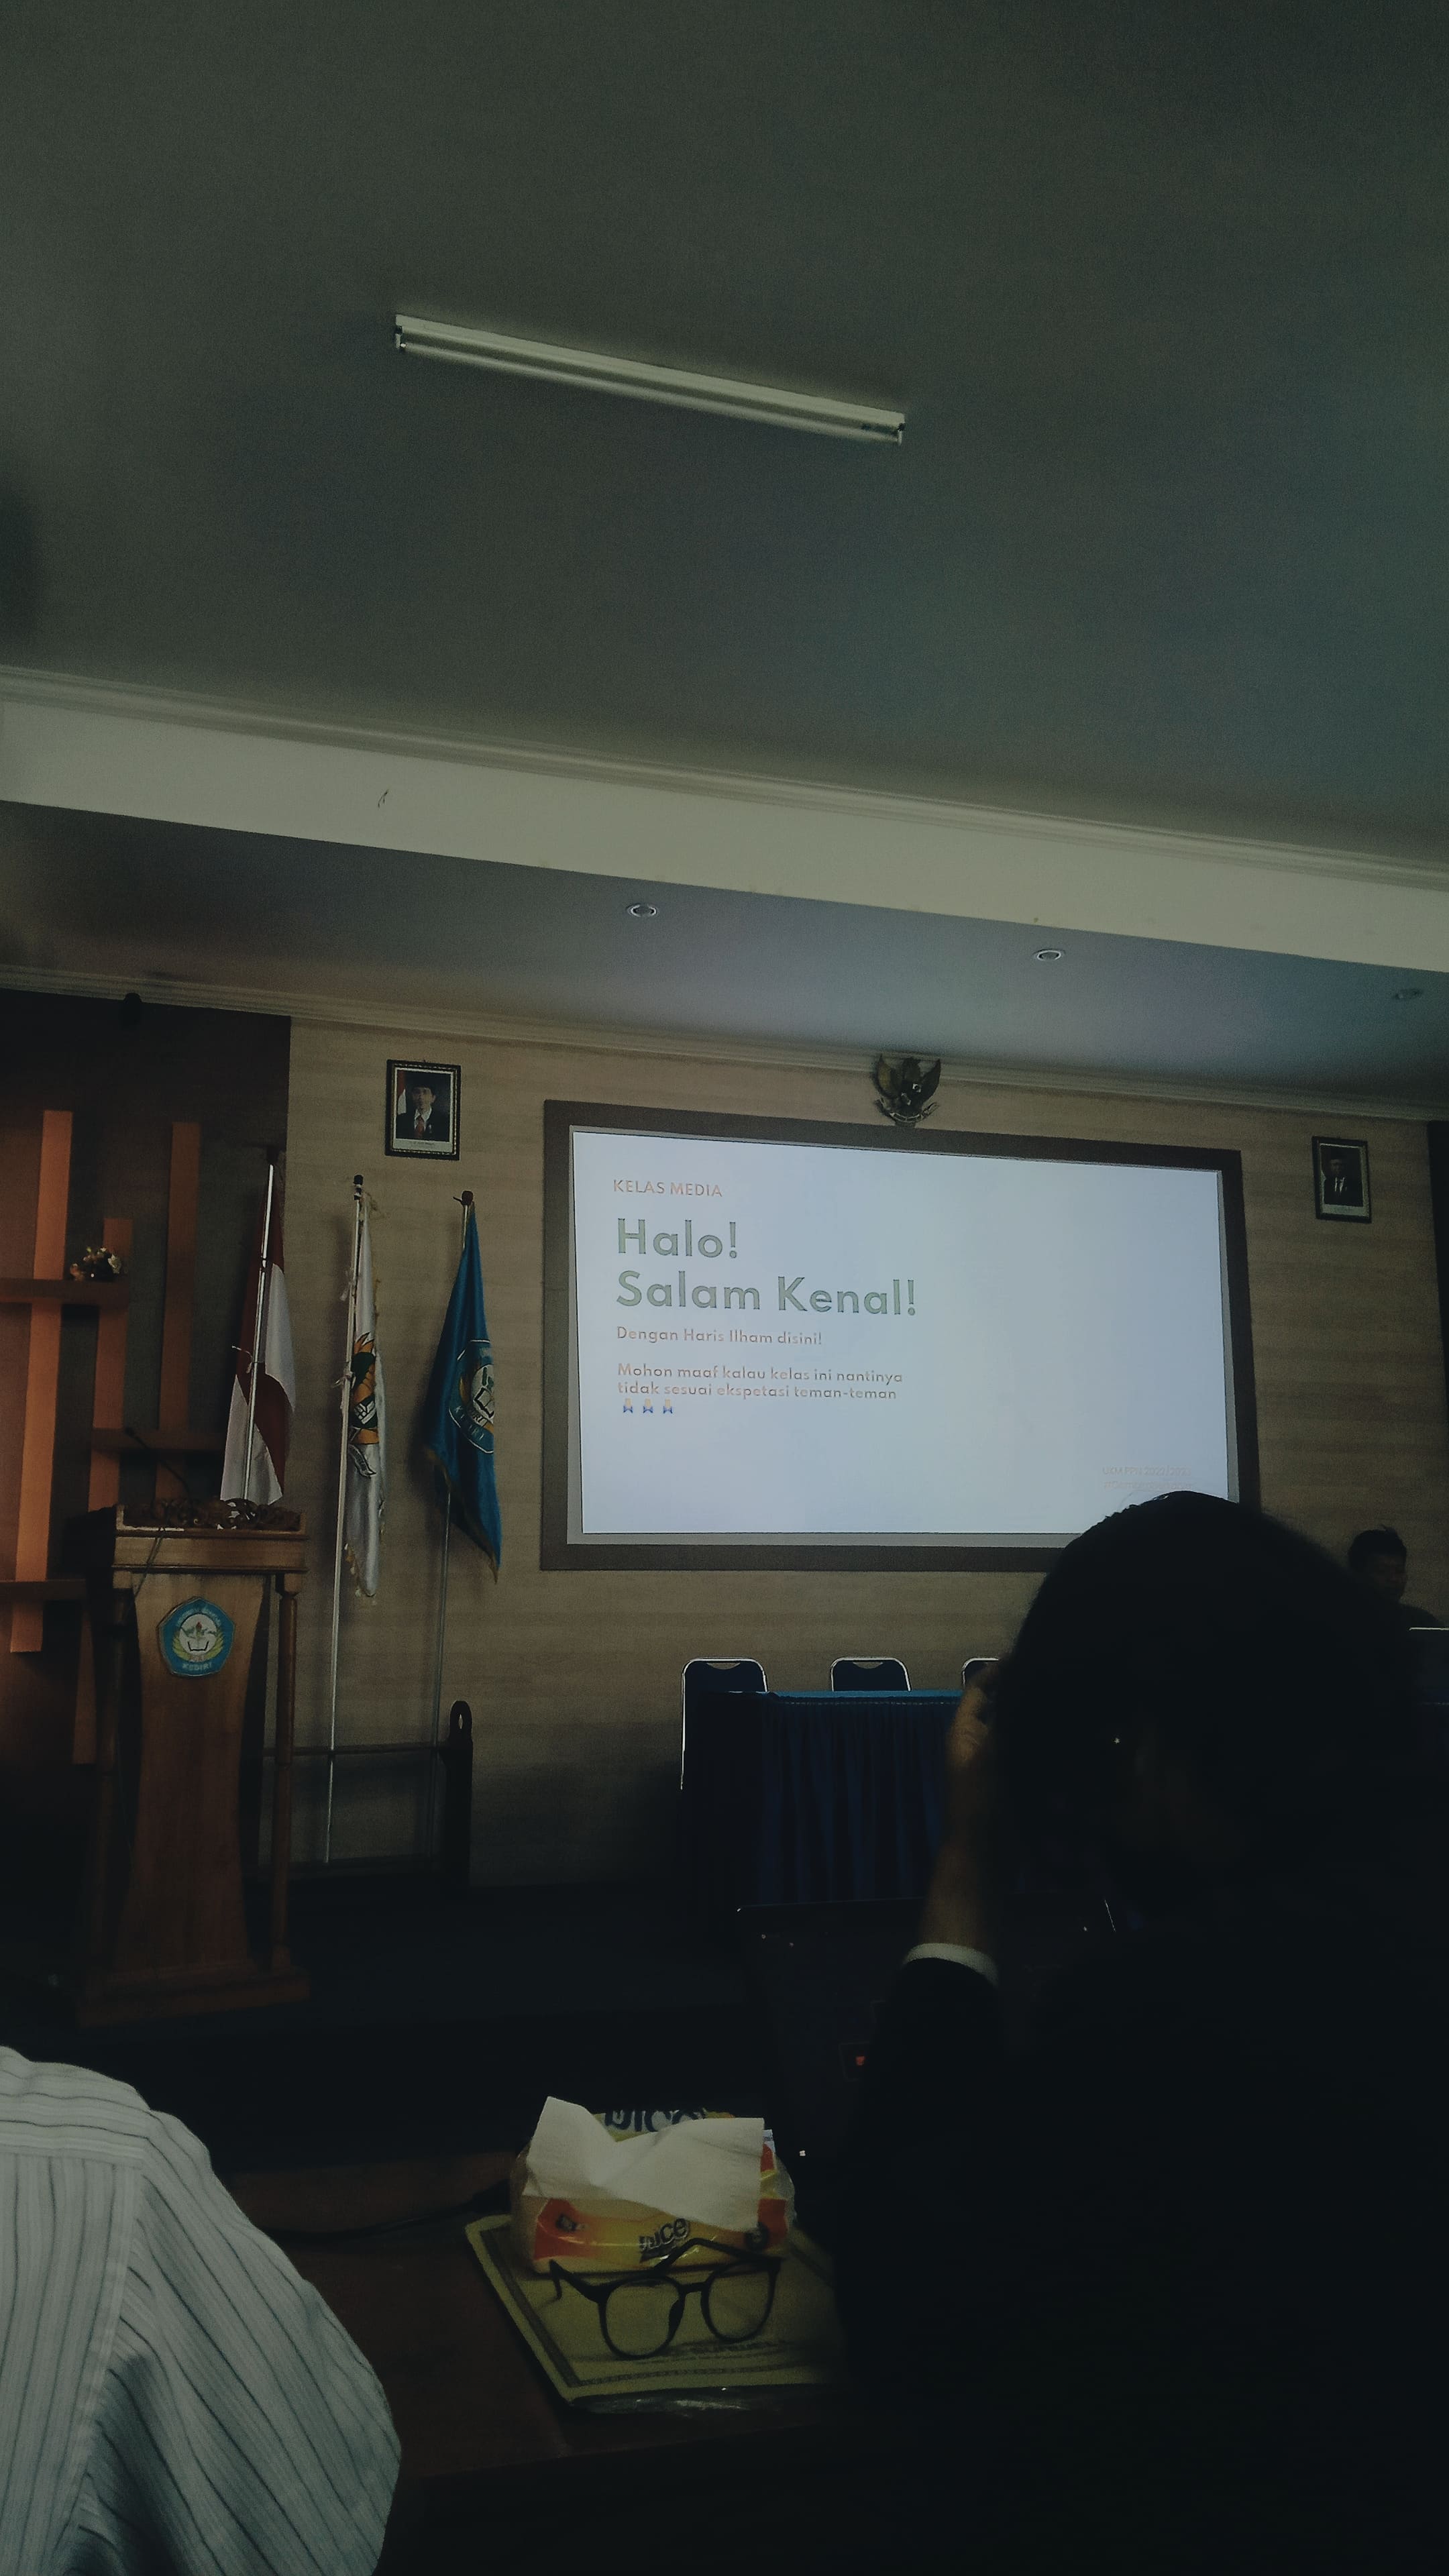 KELAS MEDIA
Halo!
Salam Kenal!
Dengan Haris Ilham disini!
Mohon maaf kalau kelas ini nantinya
tidak sesuai ekspetasi teman-teman
KEDIRI
NICE